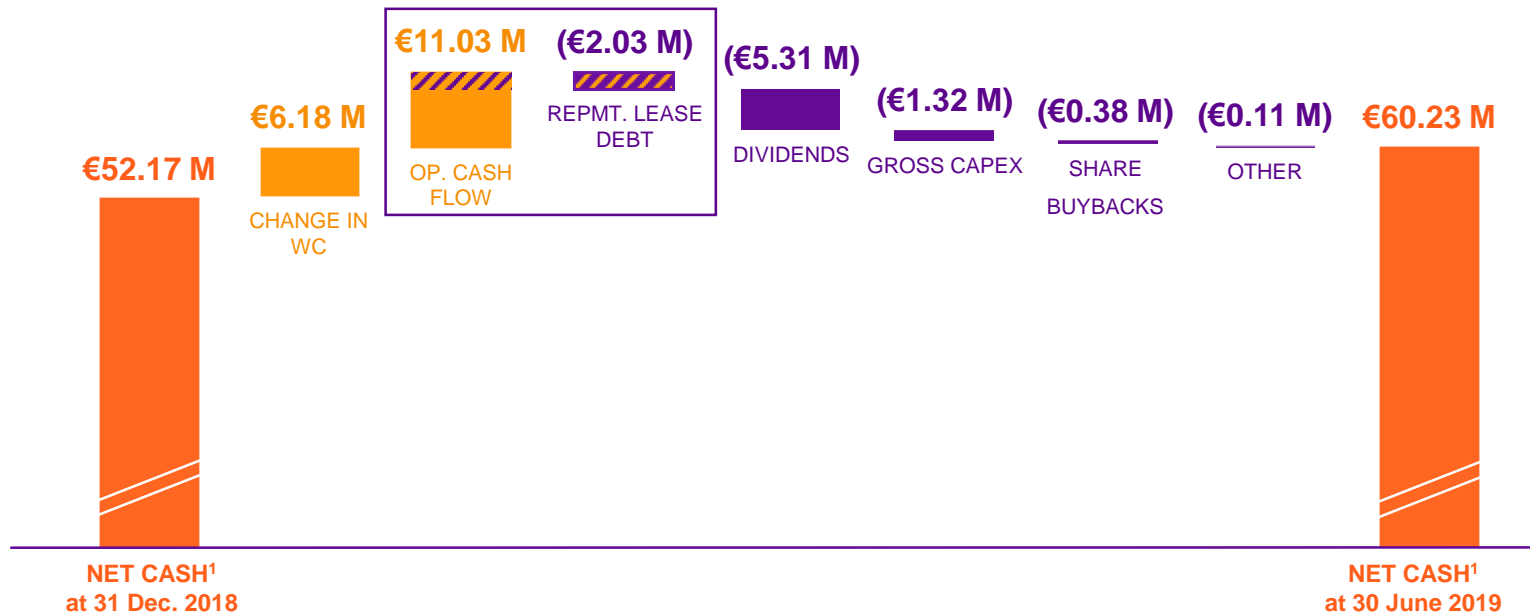 €52.17 M
€6.18 M
CHANGE IN
WC
€11.03 M
OP. CASH
FLOW
(€2.03 M)
REPMT. LEASE
DEBT
(€5.31 M)
DIVIDENDS
(€1.32 M)
GROSS CAPEX
(€0.38 M)
SHARE
BUYBACKS
(€0.11 M)
OTHER
€60.23 M
NET CASH¹
at 31 Dec. 2018
NET CASH¹
at 30 June 2019